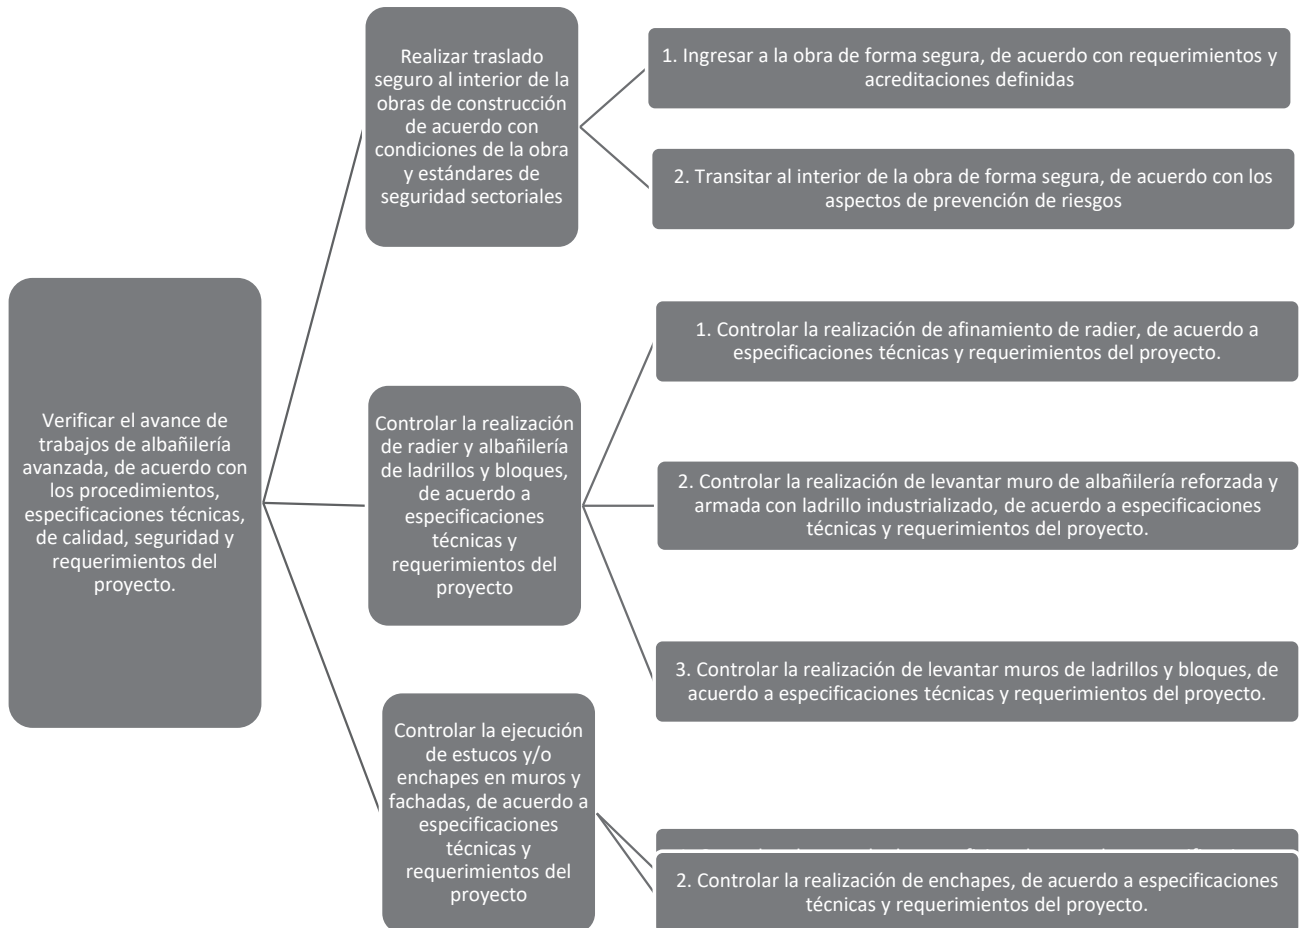 Verificar el avance de
trabajos de albañilería
avanzada, de acuerdo con
los procedimientos,
especificaciones técnicas,
de calidad, seguridad y
requerimientos del
proyecto.
Realizar traslado
seguro al interior de la
obras de construcción
de acuerdo con
condiciones de la obra
y estándares de
seguridad sectoriales
1. Ingresar a la obra de forma segura, de acuerdo con requerimientos y
acreditaciones definidas
2. Transitar al interior de la obra de forma segura, de acuerdo con los
aspectos de prevención de riesgos
Controlar la realización
de radier y albañilería
de ladrillos y bloques,
de acuerdo a
especificaciones
técnicas y
requerimientos del
proyecto
1. Controlar la realización de afinamiento de radier, de acuerdo a
especificaciones técnicas y requerimientos del proyecto.
2. Controlar la realización de levantar muro de albañilería reforzada y
armada con ladrillo industrializado, de acuerdo a especificaciones
técnicas y requerimientos del proyecto.
3. Controlar la realización de levantar muros de ladrillos y bloques, de
acuerdo a especificaciones técnicas y requerimientos del proyecto.
Controlar la ejecución
de estucos y/o
enchapes en muros y
fachadas, de acuerdo a
especificaciones
técnicas y
requerimientos del
proyecto
2. Controlar la realización de enchapes, de acuerdo a especificaciones
técnicas y requerimientos del proyecto.